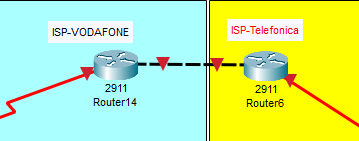 ISP-VODAFONE
2911
Router14
ISP-Telefonica
2911
Router6